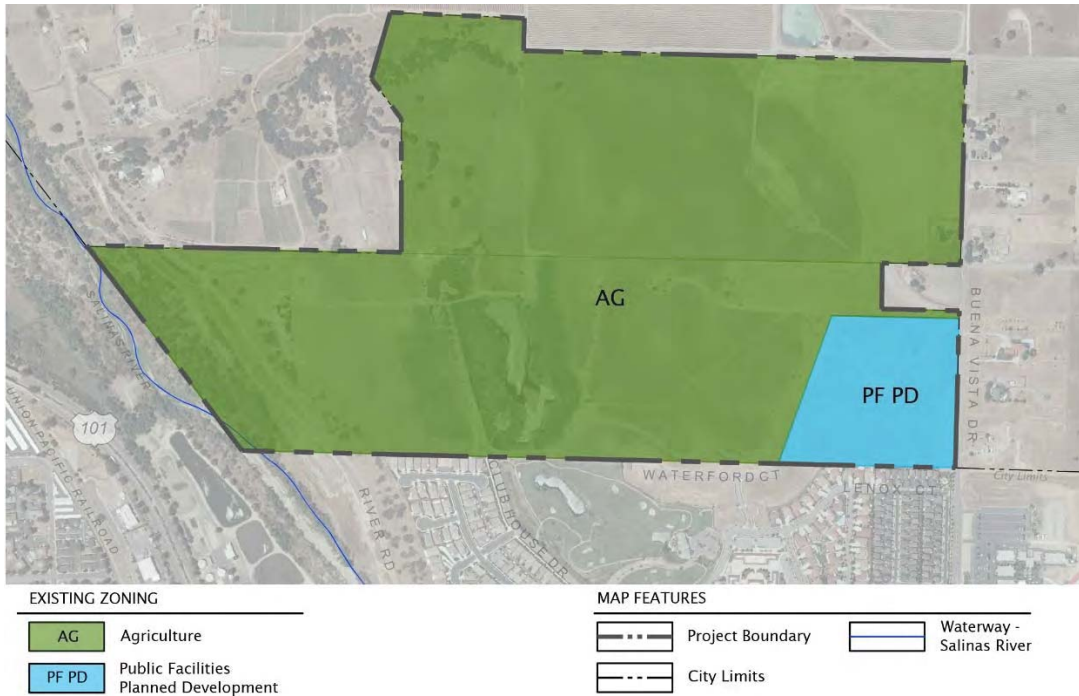 AG
PF PD
BUENA VISTA DR
SALINAS RIVER
101
UNION PACIFIC RAILROAD
RIVER RD
CLUB HOUSE DR
WATERFORD CT
LENOX CT
City Limits
EXISTING ZONING
AG Agriculture
PF PD Public Facilities
Planned Development
MAP FEATURES
Project Boundary
City Limits
Waterway -
Salinas River